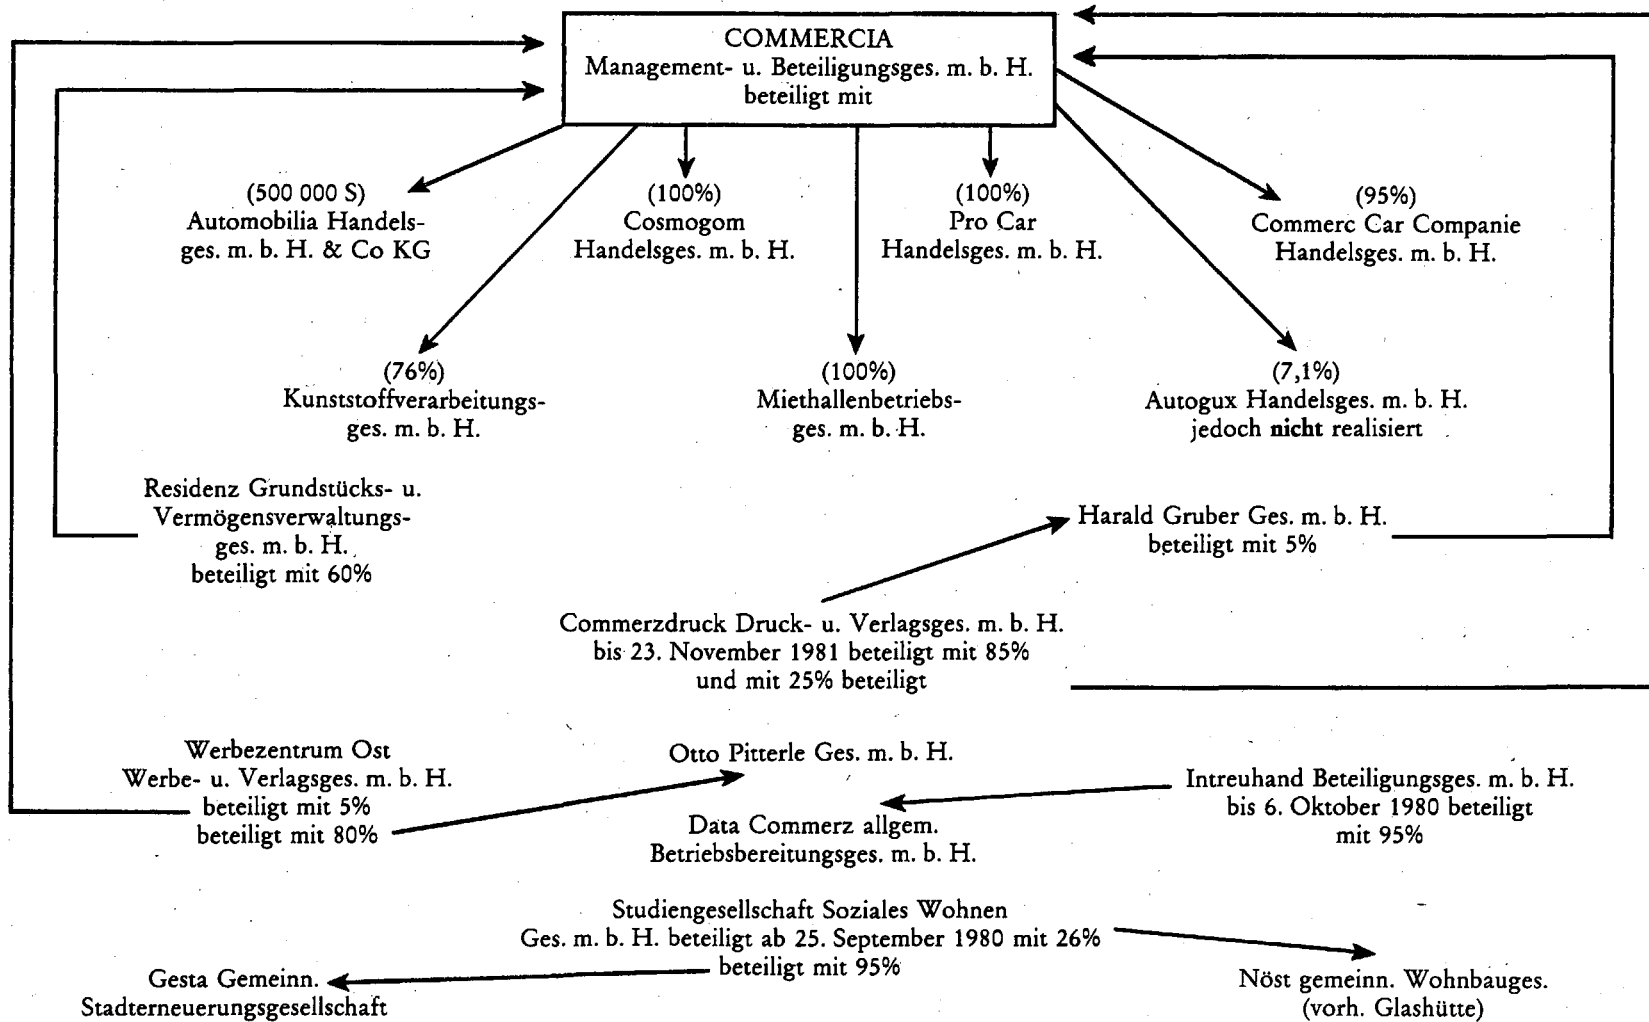 COMMERCIA
Management- u. Beteiligungsges. m. b. H.
beteiligt mit
(500 000 S)
Automobilia Handels-
ges. m. b. H. & Co KG
(100%)
Cosmogom
Handelsges. m. b. H.
(100%)
Pro Car
Handelsges. m. b. H.
(95%)
Commerc Car Companie
Handelsges. m. b. H.
(76%)
Kunststoffverarbeitungs-
ges. m. b. H.
(100%)
Miethallenbetriebs-
ges. m. b. H.
(7,1%)
Autogux Handelsges. m. b. H.
jedoch nicht realisiert
Residenz Grundstücks- u.
Vermögensverwaltungs-
ges. m. b. H.
beteiligt mit 60%
Harald Gruber Ges. m. b. H.
beteiligt mit 5%
Commerzdruck Druck- u. Verlagsges. m. b. H.
bis 23. November 1981 beteiligt mit 85%
und mit 25% beteiligt
Werbezentrum Ost
Werbe- u. Verlagsges. m. b. H.
beteiligt mit 5%
beteiligt mit 80%
Otto Pitterle Ges. m. b. H.
Data Commerz allgem.
Betriebsbereitungsges. m. b. H.
Intreuhand Beteiligungsges. m. b. H.
bis 6. Oktober 1980 beteiligt
mit 95%
Studiengesellschaft Soziales Wohnen
Ges. m. b. H. beteiligt ab 25. September 1980 mit 26%
beteiligt mit 95%
Gesta Gemeinn.
Stadterneuerungsgesellschaft
Nöst gemeinn. Wohnbauges.
(vorh. Glashütte)